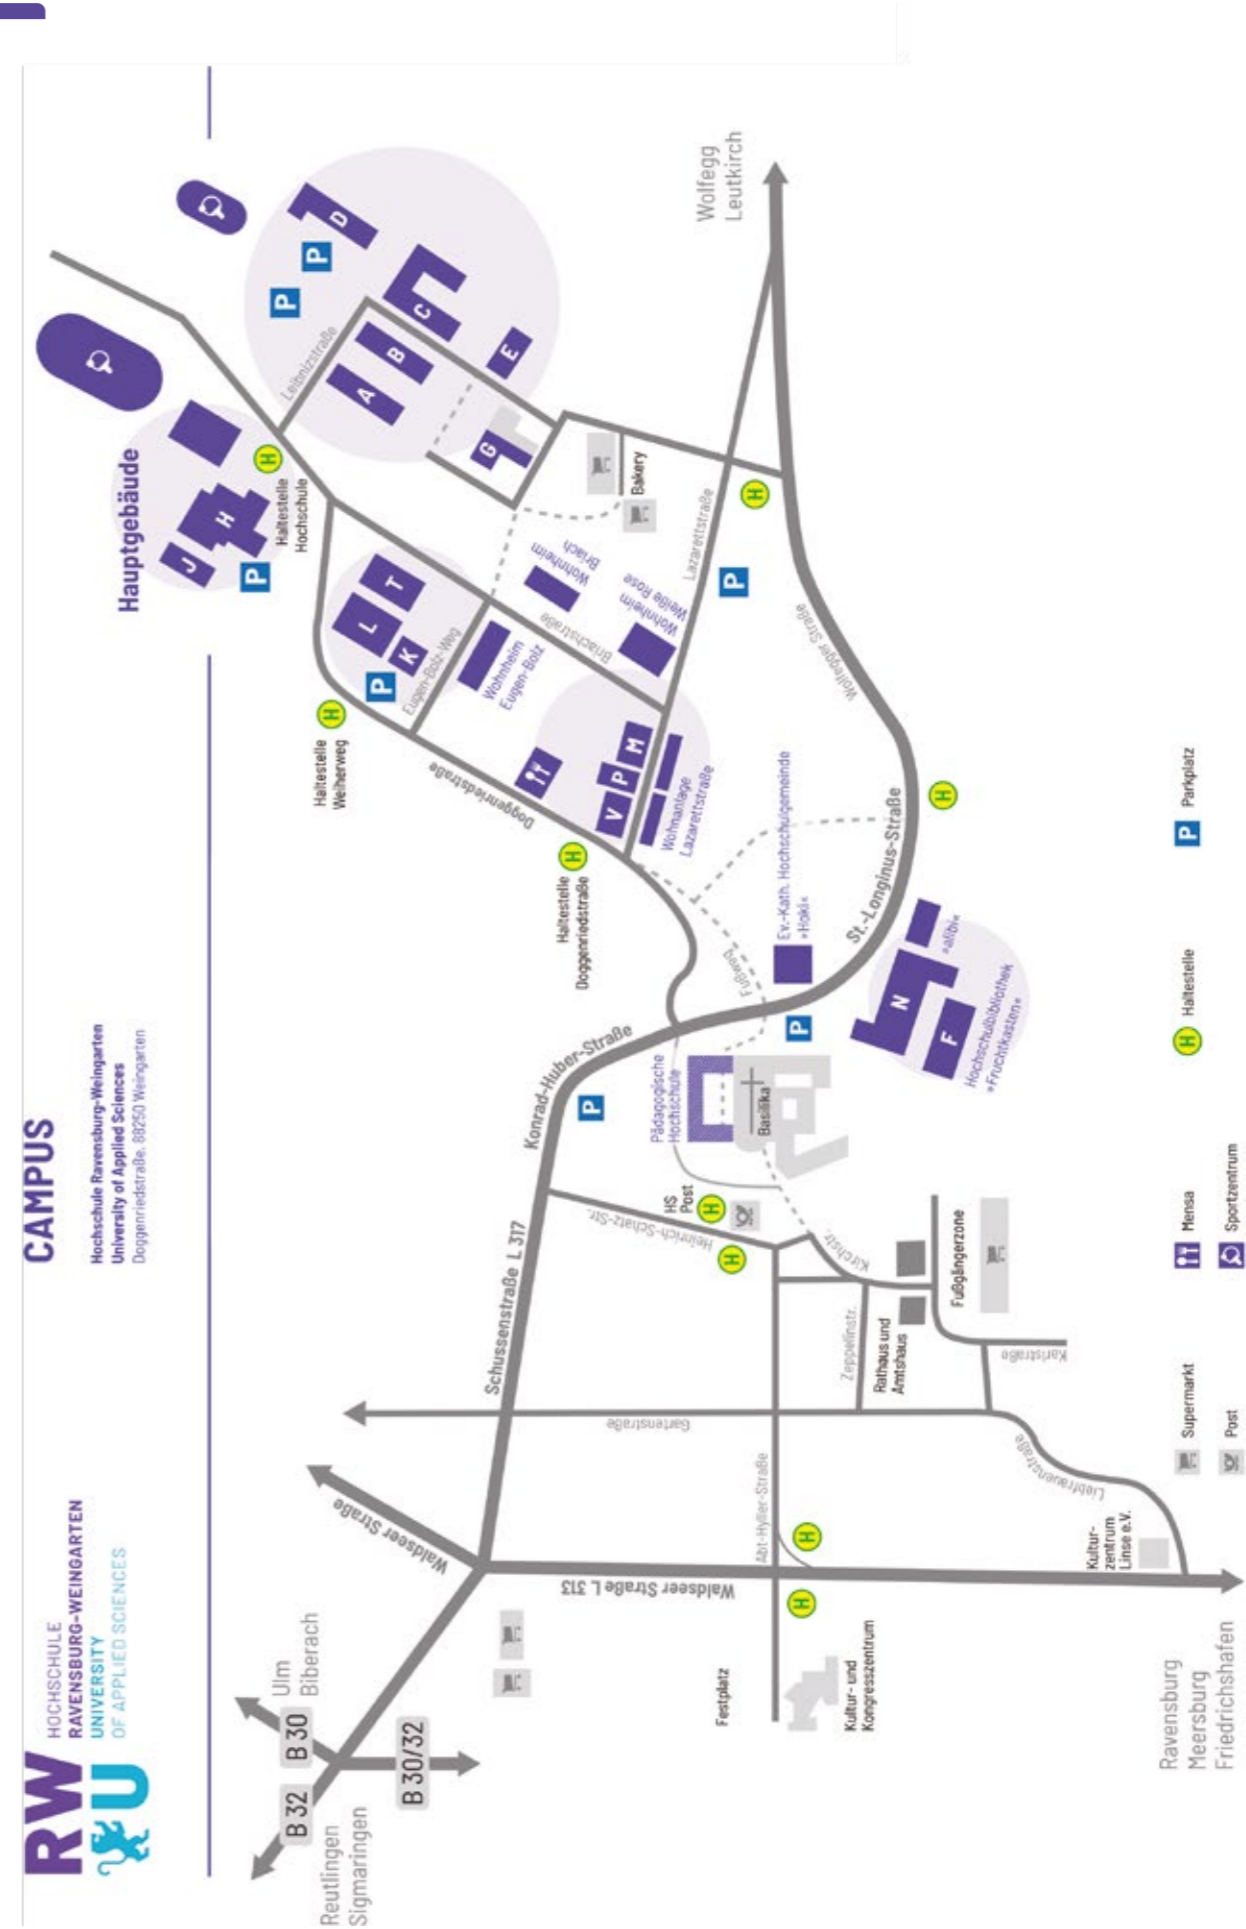 RW
U
HOCHSCHULE
RAVENSBURG-WEINGARTEN
UNIVERSITY
OF APPLIED SCIENCES
CAMPUS
Hochschule Ravensburg-Weingarten
University of Applied Sciences
Doggenriedstraße, 88250 Weingarten
Hauptgebäude
J
H
P
H
Haltestelle
Hochschule
Leibnizstraße
P
P
D
A
B
C
E
G
Haltestelle
Weiherweg
H
P
L
T
K
Eugen-Bolz-Weg
Wohnheim
Eugen-Bolz
Wohnheim
Briach
Briachstraße
Wohnheim
Weiße Rose
Bakery
Lazarettstraße
H
P
Wolfegg
Leutkirch
Doggenriedstraße
V
P
M
Wohnanlage
Lazarettstraße
Haltestelle
Doggenriedstraße
H
Wolfegger Straße
Ev.-Kath. Hochschulgemeinde
»Hoki«
St.-Longinus-Straße
H
Fußweg
P
N
F
»alibi«
Hochschulbibliothek
»Fruchtkasten«
Konrad-Huber-Straße
P
Pädagogische
Hochschule
Basilika
HS
Post
H
H
Heinrich-Schatz-Str.
Schussenstraße L 317
Kirchstr.
Zeppelinstr.
Rathaus und
Amtshaus
Fußgängerzone
Karlstraße
Gartenstraße
Liebfrauenstraße
Abt-Hyller-Straße
H
H
Waldseer Straße
Waldseer Straße L 313
Kultur-
zentrum
Linse e.V.
Festplatz
Kultur- und
Kongresszentrum
Ulm
Biberach
B 30
B 32
B 30/32
Reutlingen
Sigmaringen
Ravensburg
Meersburg
Friedrichshafen
Supermarkt
Post
Mensa
Sportzentrum
H Haltestelle
P Parkplatz